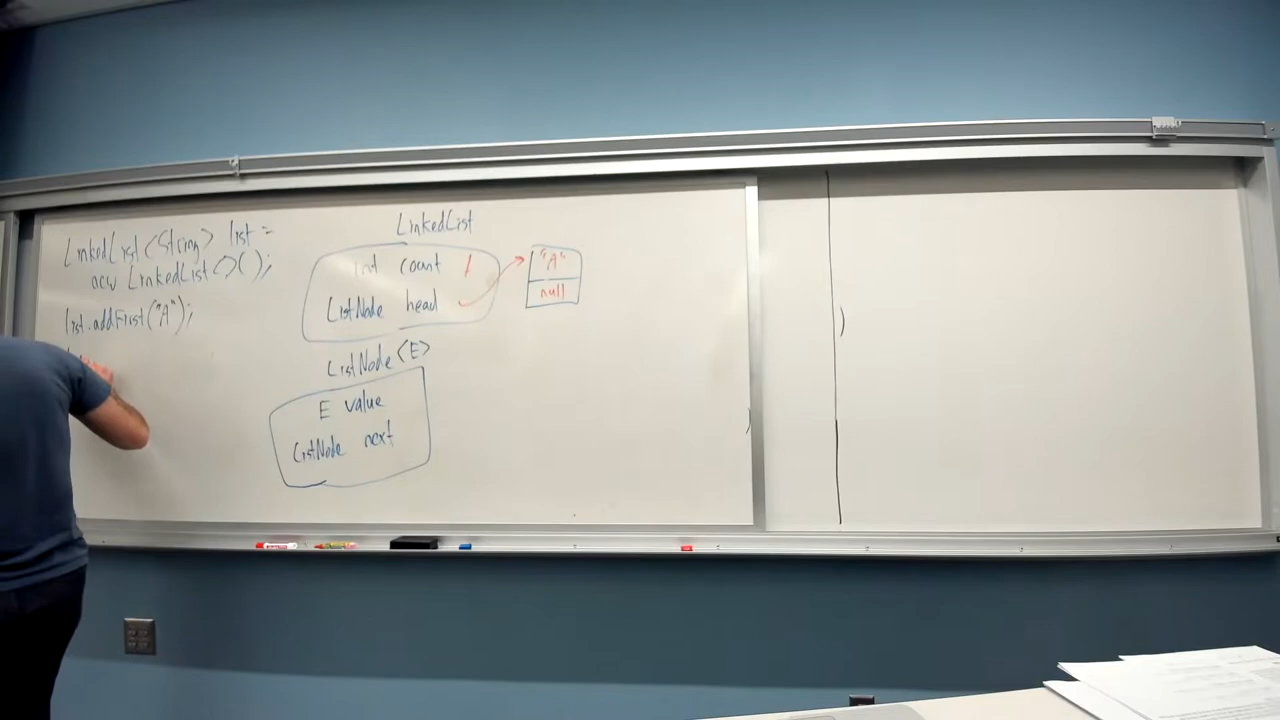 LinkedList<String> list =
new LinkedList<>();
list.addFirst("A");
LinkedList
int count 1
ListNode head
"A"
null
ListNode<E>
E value
ListNode next